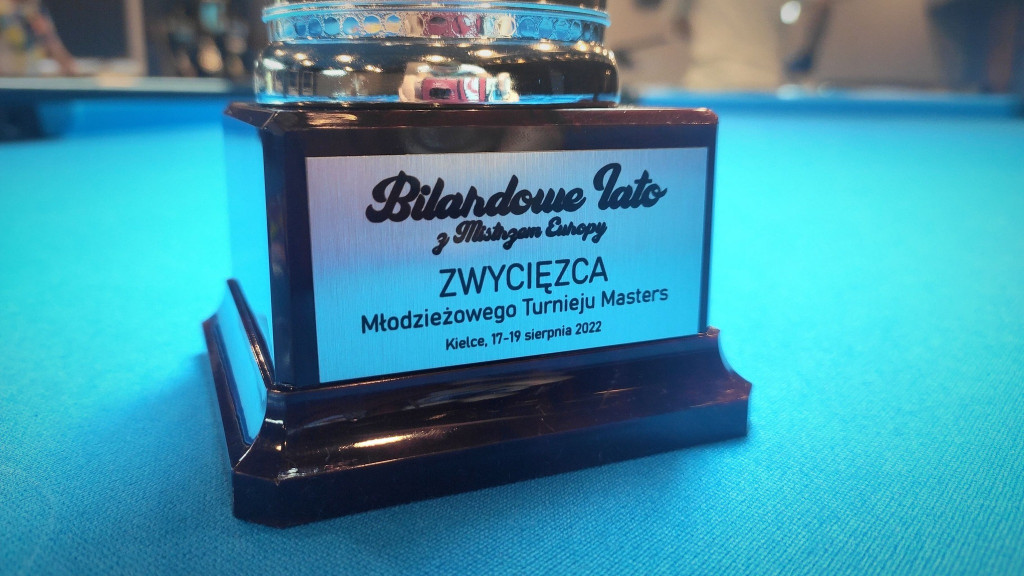 Bilardowe Lato
z Mistrzem Europy
ZWYCIĘZCA
Młodzieżowego Turnieju Masters
Kielce, 17-19 sierpnia 2022